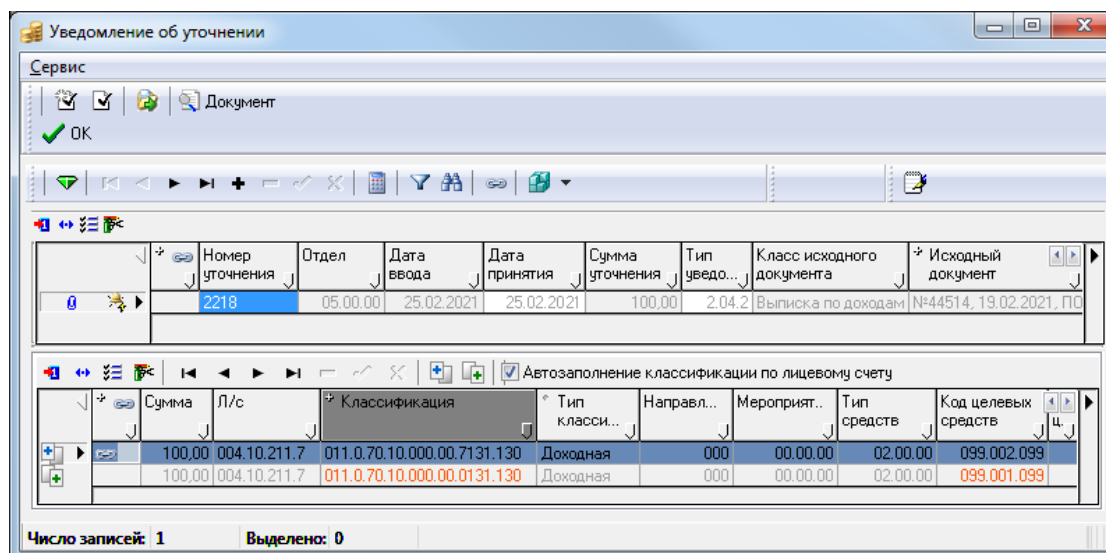 Уведомление об уточнении
Сервис
Документ
OK
Номер уточнения Отдел Дата ввода Дата принятия Сумма уточнения Тип уведо... Класс исходного документа Исходный документ
2218 05.00.00 25.02.2021 25.02.2021 100,00 2.04.2 Выписка по доходам №44514, 19.02.2021, ПО
Автозаполнение классификации по лицевому счету
Сумма Л/с Классификация Тип класси... Направл... Мероприят.. Тип средств Код целевых средств ц.
100,00 004.10.211.7 011.0.70.10.000.00.7131.130 Доходная 000 00.00.00 02.00.00 099.002.099
100,00 004.10.211.7 011.0.70.10.000.00.0131.130 Доходная 000 00.00.00 02.00.00 099.001.099
Число записей: 1 Выделено: 0